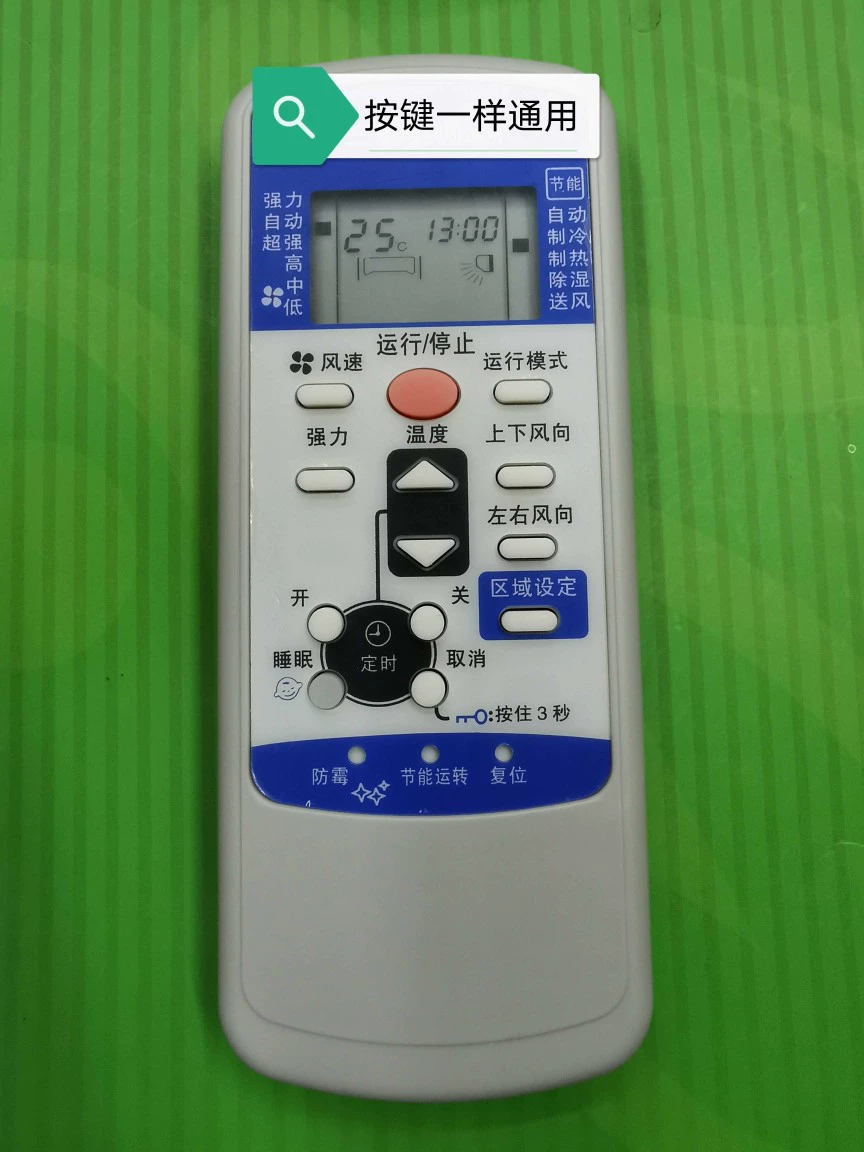 按键一样通用
节能
强力
自动
超强
高
中
低
自动
制冷
制热
除湿
送风
25C
13:00
运行/停止
风速
运行模式
强力
温度
上下风向
左右风向
区域设定
开
关
定时
睡眠
取消
:按住3秒
防霉
节能运转
复位